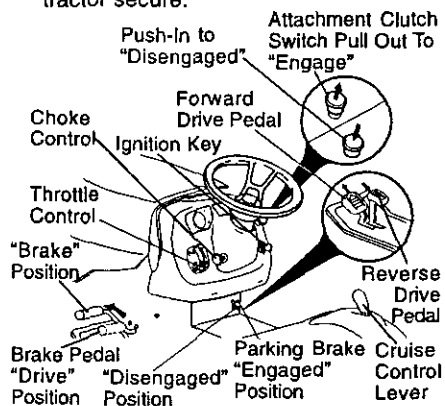 tractor secure.
Attachment Clutch
Switch Pull Out To
"Engage"
Push-In to
"Disengaged"
Forward
Drive Pedal
Choke
Control
Ignition Key
Throttle
Control
"Brake"
Position
Reverse
Drive
Pedal
Brake Pedal
"Drive"
Position
"Disengaged"
Position
Parking Brake
"Engaged"
Position
Cruise
Control
Lever